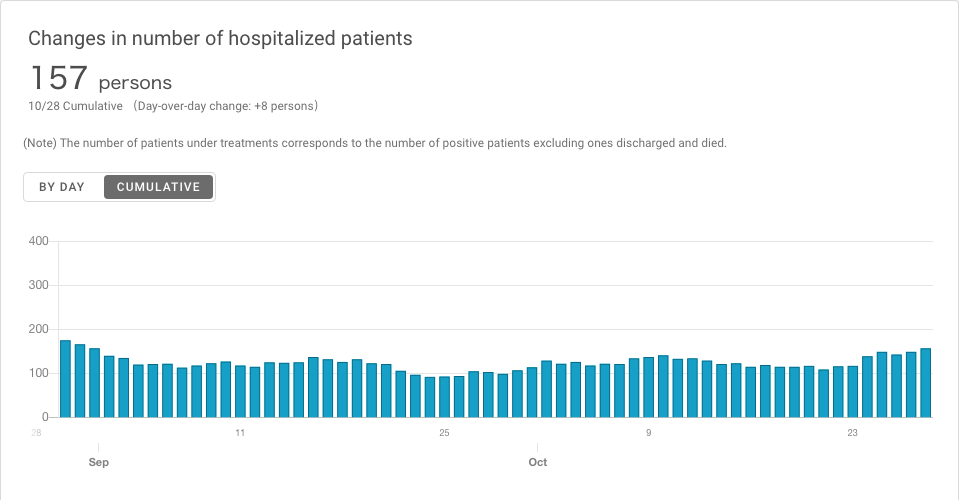 Changes in number of hospitalized patients
157 persons
10/28 Cumulative （Day-over-day change: +8 persons）
(Note) The number of patients under treatments corresponds to the number of positive patients excluding ones discharged and died.
BY DAY CUMULATIVE
400
300
200
100
0
28 11 25 9 23
Sep Oct